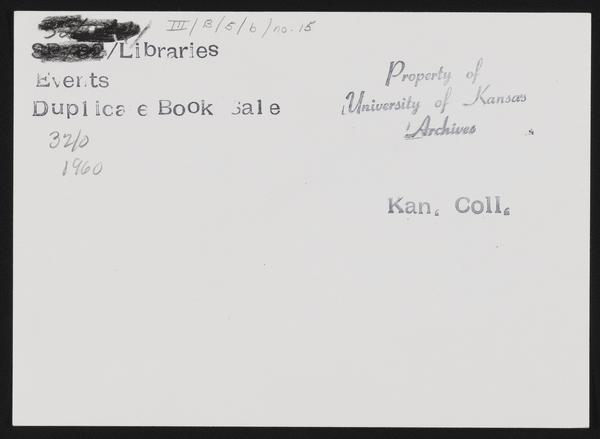 III/B/5/b/no.15
/Libraries
Events
Duplicate Book Sale
32/0
1960
Property of
University of Kansas
Archives
Kan. Coll.